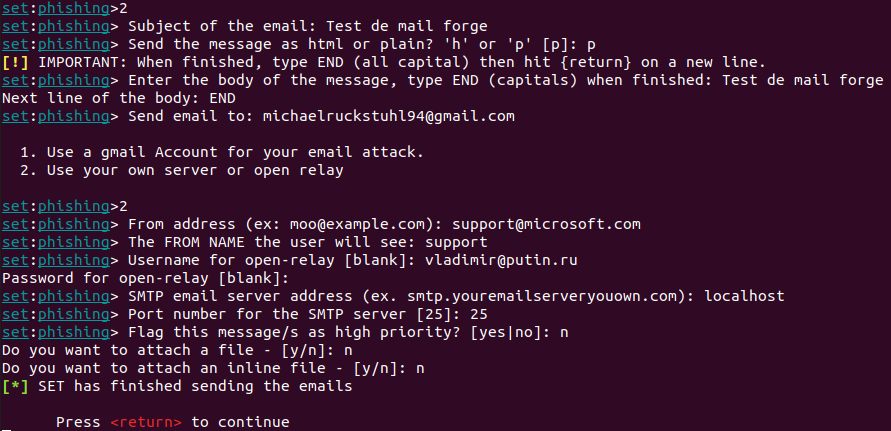 set:phishing>2
set:phishing> Subject of the email: Test de mail forge
set:phishing> Send the message as html or plain? 'h' or 'p' [p]: p
[!] IMPORTANT: When finished, type END (all capital) then hit {return} on a new line.
set:phishing> Enter the body of the message, type END (capitals) when finished: Test de mail forge
Next line of the body: END
set:phishing> Send email to: michaelruckstuhl94@gmail.com
1. Use a gmail Account for your email attack.
2. Use your own server or open relay
set:phishing>2
set:phishing> From address (ex: moo@example.com): support@microsoft.com
set:phishing> The FROM NAME the user will see: support
set:phishing> Username for open-relay [blank]: vladimir@putin.ru
Password for open-relay [blank]:
set:phishing> SMTP email server address (ex. smtp.youremailserveryouown.com): localhost
set:phishing> Port number for the SMTP server [25]: 25
set:phishing> Flag this message/s as high priority? [yes|no]: n
Do you want to attach a file - [y/n]: n
Do you want to attach an inline file - [y/n]: n
[*] SET has finished sending the emails
Press <return> to continue